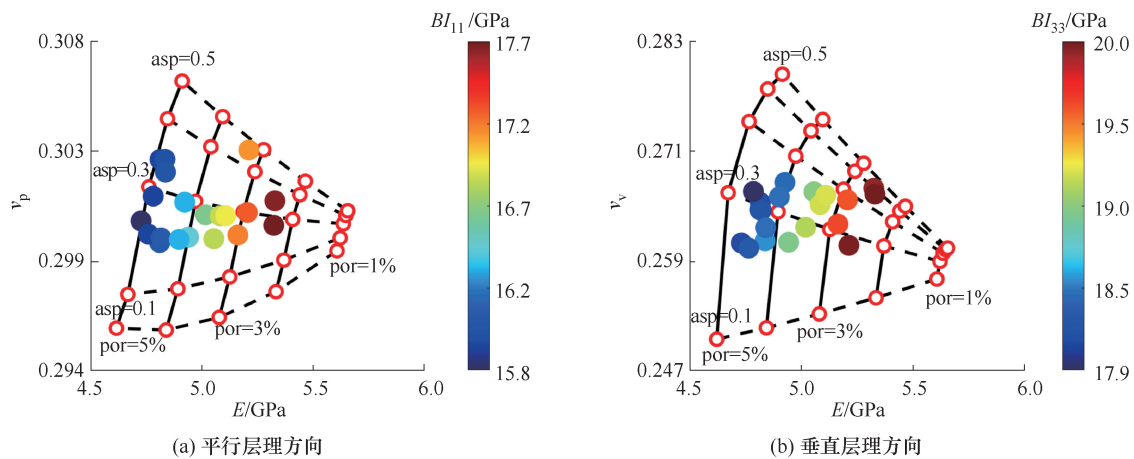 BI₁₁/GPa
0.308
17.7
asp=0.5
17.2
0.303
asp=0.3
νₚ
16.7
0.299
16.2
por=1%
asp=0.1
por=3%
por=5%
0.294
15.8
4.5
5.0
5.5
6.0
E/GPa
(a) 平行层理方向
BI₃₃/GPa
0.283
20.0
asp=0.5
19.5
0.271
asp=0.3
νᵥ
19.0
0.259
18.5
por=1%
asp=0.1
por=3%
por=5%
0.247
17.9
4.5
5.0
5.5
6.0
E/GPa
(b) 垂直层理方向